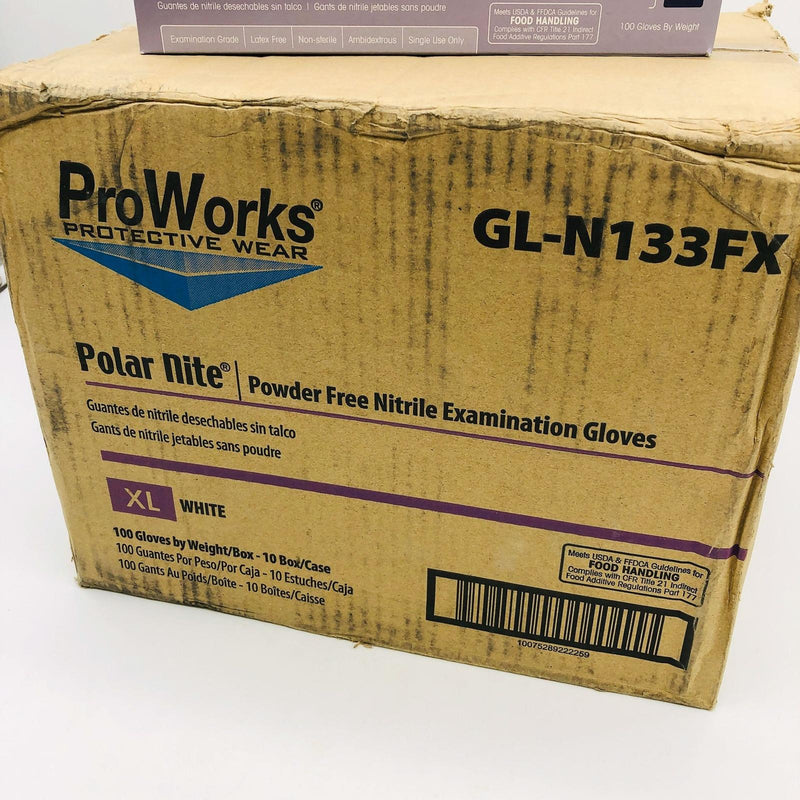 Guantes de nitrile desechables sin talco | Gants de nitrile jetables sans poudre
Examination Grade | Latex Free | Non-sterile | Ambidextrous | Single Use Only
Meets USDA & FFDCA Guidelines for
FOOD HANDLING
Complies with CFR Title 21 Indirect
Food Additive Regulations Part 177
100 Gloves By Weight
ProWorks®
PROTECTIVE WEAR
GL-N133FX
Polar Nite® | Powder Free Nitrile Examination Gloves
Guantes de nitrile desechables sin talco
Gants de nitrile jetables sans poudre
XL WHITE
100 Gloves by Weight/Box - 10 Box/Case
100 Guantes Por Peso/Por Caja - 10 Estuches/Caja
100 Gants Au Poids/Boîte - 10 Boîtes/Caisse
Meets USDA & FFDCA Guidelines for
FOOD HANDLING
Complies with CFR Title 21 Indirect
Food Additive Regulations Part 177
10075289222259